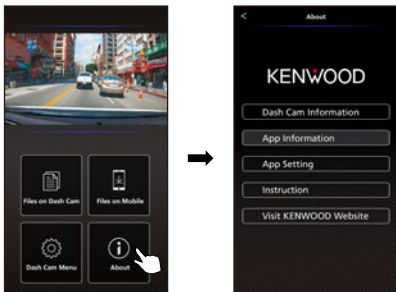 Files on Dash Cam
Files on Mobile
Dash Cam Menu
About
<
About
KENWOOD
Dash Cam Information
App Information
App Setting
Instruction
Visit KENWOOD Website